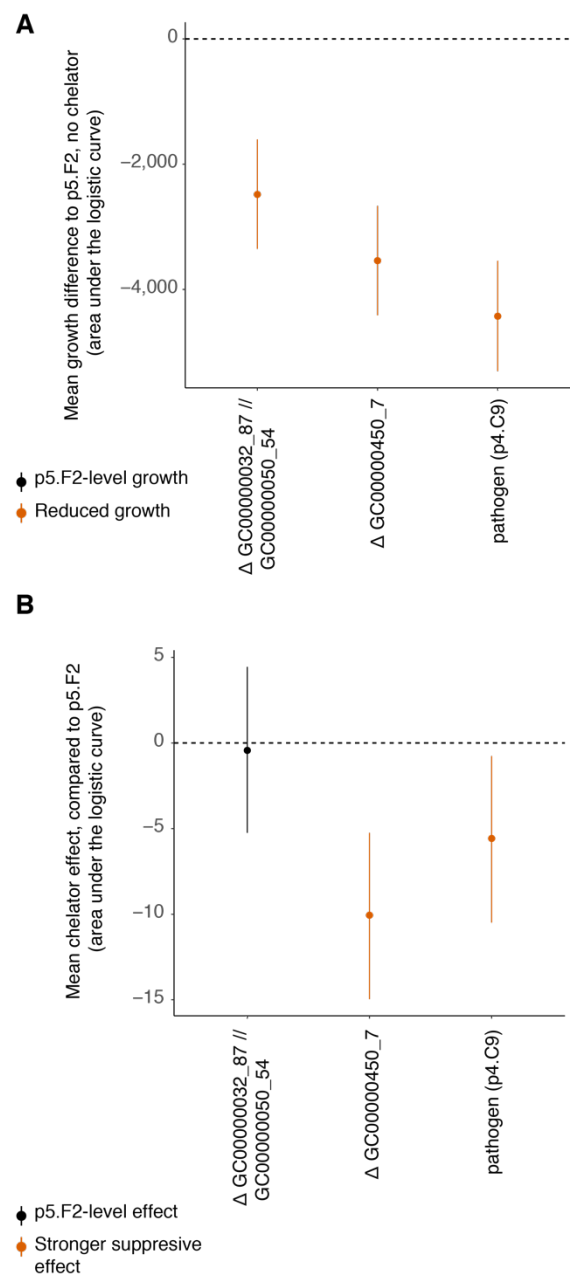 A
Mean growth difference to p5.F2, no chelator
(area under the logistic curve)
0
−2,000
−4,000
Δ GC00000032_87 //
GC00000050_54
Δ GC00000450_7
pathogen (p4.C9)
p5.F2-level growth
Reduced growth
B
Mean chelator effect, compared to p5.F2
(area under the logistic curve)
5
0
−5
−10
−15
Δ GC00000032_87 //
GC00000050_54
Δ GC00000450_7
pathogen (p4.C9)
p5.F2-level effect
Stronger suppresive
effect